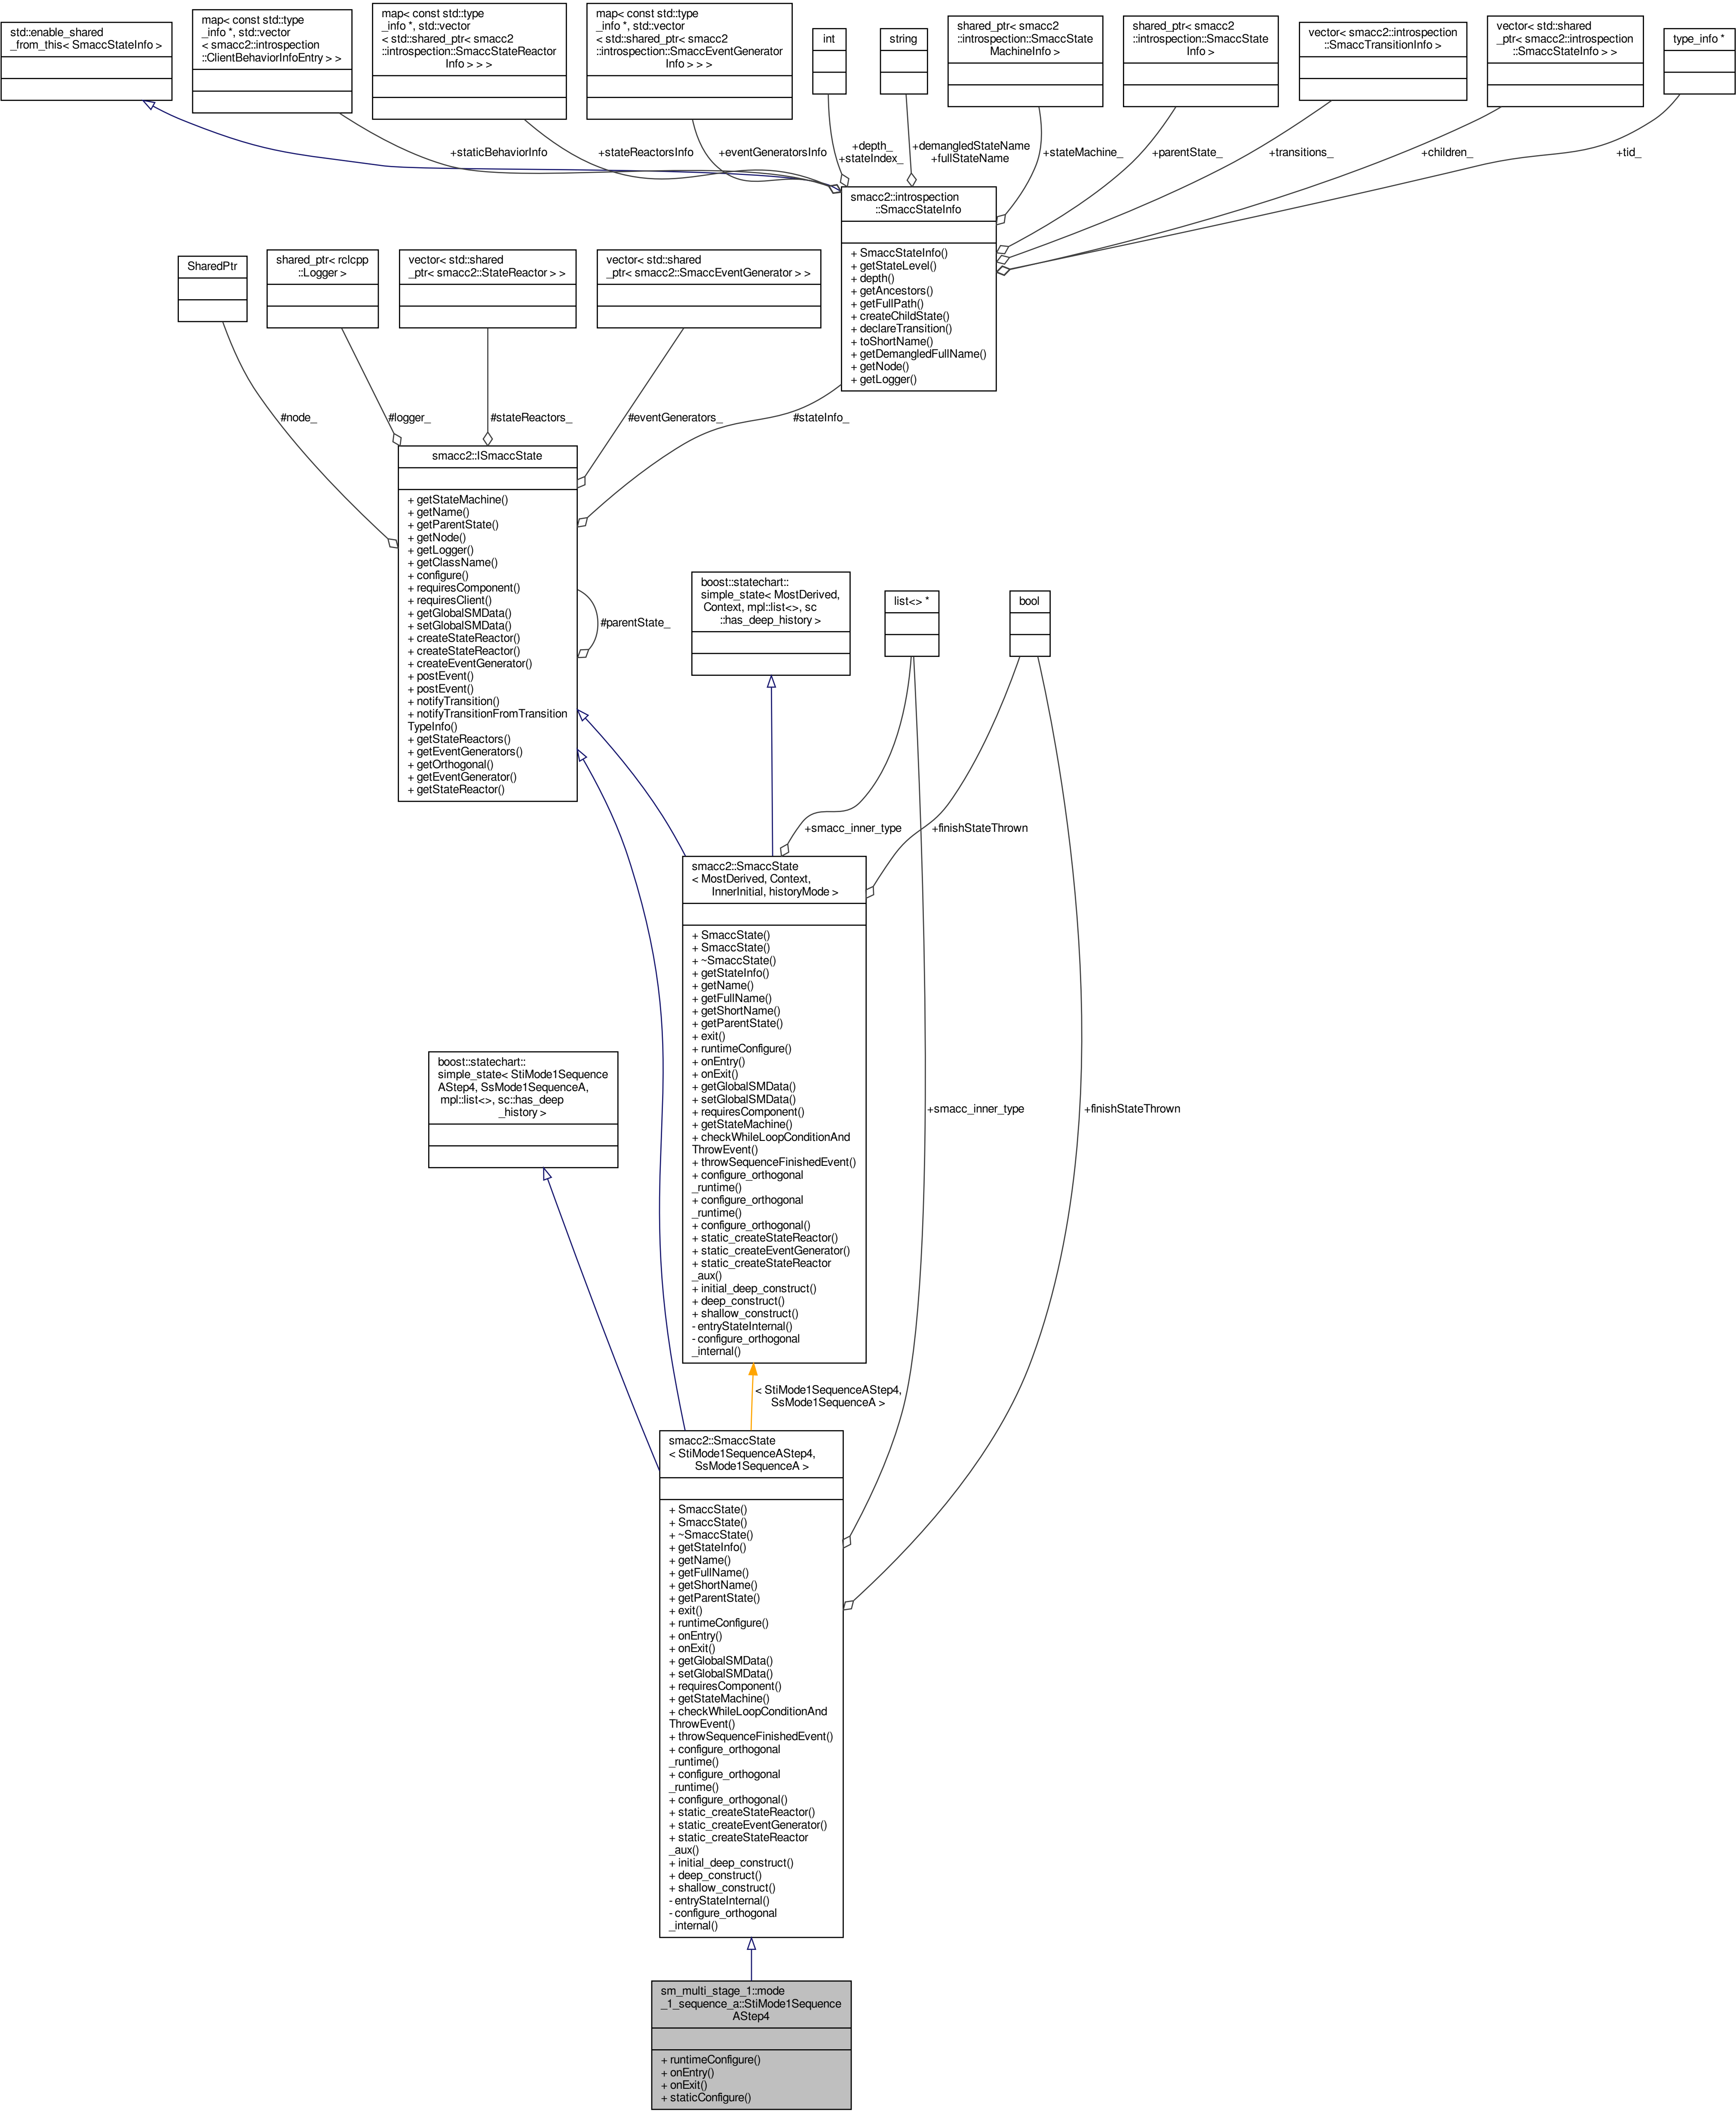 std::enable_shared
_from_this< SmaccStateInfo >
map< const std::type
_info *, std::vector
< smacc2::introspection
::ClientBehaviorInfoEntry > >
map< const std::type
_info *, std::vector
< std::shared_ptr< smacc2
::introspection::SmaccStateReactor
Info > > >
map< const std::type
_info *, std::vector
< std::shared_ptr< smacc2
::introspection::SmaccEventGenerator
Info > > >
int
string
shared_ptr< smacc2
::introspection::SmaccState
MachineInfo >
shared_ptr< smacc2
::introspection::SmaccState
Info >
vector< smacc2::introspection
::SmaccTransitionInfo >
vector< std::shared
_ptr< smacc2::introspection
::SmaccStateInfo > >
type_info *
+staticBehaviorInfo
+stateReactorsInfo
+eventGeneratorsInfo
+depth_
+stateIndex_
+demangledStateName
+fullStateName
+stateMachine_
+parentState_
+transitions_
+children_
+tid_
smacc2::introspection
::SmaccStateInfo
+ SmaccStateInfo()
+ getStateLevel()
+ depth()
+ getAncestors()
+ getFullPath()
+ createChildState()
+ declareTransition()
+ toShortName()
+ getDemangledFullName()
+ getNode()
+ getLogger()
SharedPtr
shared_ptr< rclcpp
::Logger >
vector< std::shared
_ptr< smacc2::StateReactor > >
vector< std::shared
_ptr< smacc2::SmaccEventGenerator > >
#node_
#logger_
#stateReactors_
#eventGenerators_
#stateInfo_
smacc2::ISmaccState
+ getStateMachine()
+ getName()
+ getParentState()
+ getNode()
+ getLogger()
+ getClassName()
+ configure()
+ requiresComponent()
+ requiresClient()
+ getGlobalSMData()
+ setGlobalSMData()
+ createStateReactor()
+ createStateReactor()
+ createEventGenerator()
+ postEvent()
+ postEvent()
+ notifyTransition()
+ notifyTransitionFromTransition
TypeInfo()
+ getStateReactors()
+ getEventGenerators()
+ getOrthogonal()
+ getEventGenerator()
+ getStateReactor()
#parentState_
boost::statechart::
simple_state< MostDerived,
Context, mpl::list<>, sc
::has_deep_history >
list<> *
bool
+smacc_inner_type
+finishStateThrown
smacc2::SmaccState
< MostDerived, Context,
InnerInitial, historyMode >
+ SmaccState()
+ SmaccState()
+ ~SmaccState()
+ getStateInfo()
+ getName()
+ getFullName()
+ getShortName()
+ getParentState()
+ exit()
+ runtimeConfigure()
+ onEntry()
+ onExit()
+ getGlobalSMData()
+ setGlobalSMData()
+ requiresComponent()
+ getStateMachine()
+ checkWhileLoopConditionAnd
ThrowEvent()
+ throwSequenceFinishedEvent()
+ configure_orthogonal
_runtime()
+ configure_orthogonal
_runtime()
+ configure_orthogonal()
+ static_createStateReactor()
+ static_createEventGenerator()
+ static_createStateReactor
_aux()
+ initial_deep_construct()
+ deep_construct()
+ shallow_construct()
- entryStateInternal()
- configure_orthogonal
_internal()
boost::statechart::
simple_state< StiMode1Sequence
AStep4, SsMode1SequenceA,
mpl::list<>, sc::has_deep
_history >
+smacc_inner_type
+finishStateThrown
< StiMode1SequenceAStep4,
SsMode1SequenceA >
smacc2::SmaccState
< StiMode1SequenceAStep4,
SsMode1SequenceA >
+ SmaccState()
+ SmaccState()
+ ~SmaccState()
+ getStateInfo()
+ getName()
+ getFullName()
+ getShortName()
+ getParentState()
+ exit()
+ runtimeConfigure()
+ onEntry()
+ onExit()
+ getGlobalSMData()
+ setGlobalSMData()
+ requiresComponent()
+ getStateMachine()
+ checkWhileLoopConditionAnd
ThrowEvent()
+ throwSequenceFinishedEvent()
+ configure_orthogonal
_runtime()
+ configure_orthogonal
_runtime()
+ configure_orthogonal()
+ static_createStateReactor()
+ static_createEventGenerator()
+ static_createStateReactor
_aux()
+ initial_deep_construct()
+ deep_construct()
+ shallow_construct()
- entryStateInternal()
- configure_orthogonal
_internal()
sm_multi_stage_1::mode
_1_sequence_a::StiMode1Sequence
AStep4
+ runtimeConfigure()
+ onEntry()
+ onExit()
+ staticConfigure()